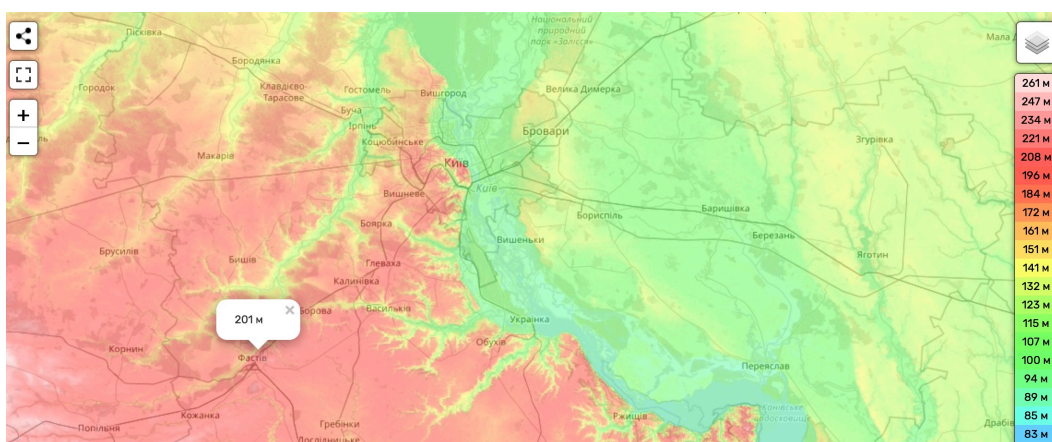 Національний
природний
парк «Залісся»
Пісківка
Мала Д
Бородянка
Городок
Клавдієво-
Тарасове
Гостомель
Вишгород
Велика Димерка
Буча
Ірпінь
Бровари
Коцюбинське
Згурівка
Макарів
Київ
Київ
Вишневе
Бориспіль
Баришівка
Боярка
Вишеньки
Березань
Брусилів
Бишів
Глеваха
Яготин
Калинівка
201 м
×
Борова
Васильків
Українка
Обухів
Корнин
Фастів
Переяслав
Кожанка
Ржищів
Канівське
водосховище
Гребінки
Попільня
Дослідницьке
Драбів
+
−
261 м
247 м
234 м
221 м
208 м
196 м
184 м
172 м
161 м
151 м
141 м
132 м
123 м
115 м
107 м
100 м
94 м
89 м
85 м
83 м